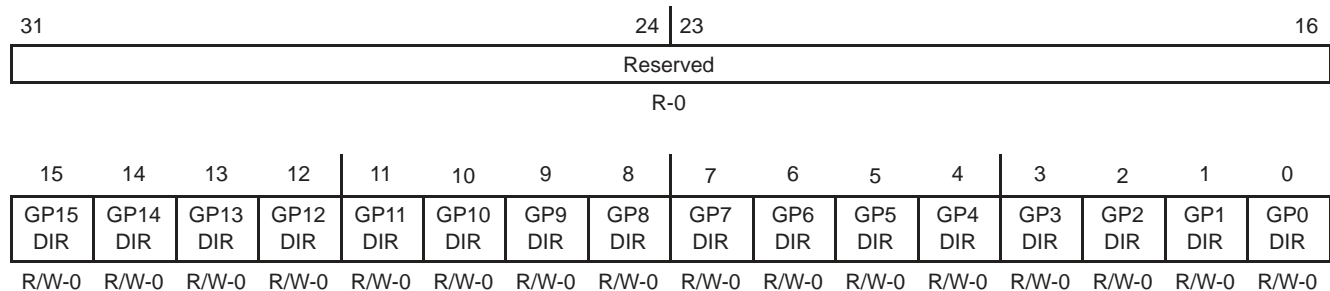 31 24 23 16
Reserved
R-0
15 14 13 12 11 10 9 8 7 6 5 4 3 2 1 0
GP15 GP14 GP13 GP12 GP11 GP10 GP9 GP8 GP7 GP6 GP5 GP4 GP3 GP2 GP1 GP0
DIR DIR DIR DIR DIR DIR DIR DIR DIR DIR DIR DIR DIR DIR DIR DIR
R/W-0 R/W-0 R/W-0 R/W-0 R/W-0 R/W-0 R/W-0 R/W-0 R/W-0 R/W-0 R/W-0 R/W-0 R/W-0 R/W-0 R/W-0 R/W-0